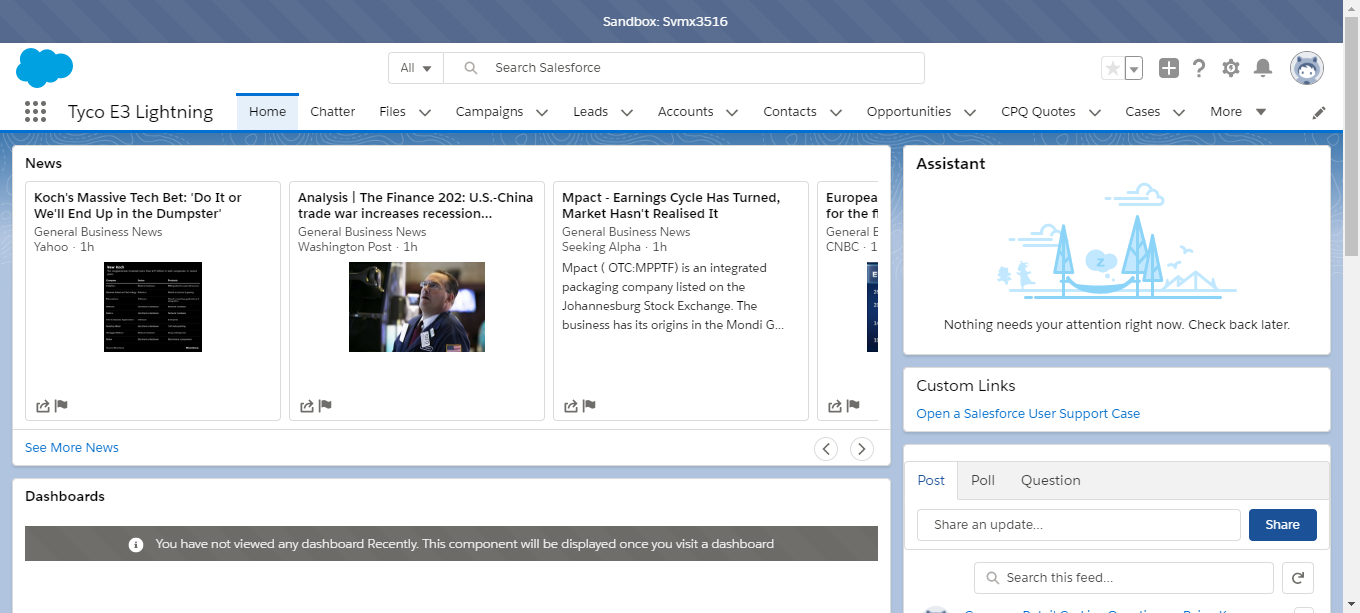 Sandbox: Svmx3516
All
Search Salesforce
Tyco E3 Lightning
Home
Chatter
Files
Campaigns
Leads
Accounts
Contacts
Opportunities
CPQ Quotes
Cases
More
News
Koch's Massive Tech Bet: 'Do It or
We'll End Up in the Dumpster'
General Business News
Yahoo · 1h
Analysis | The Finance 202: U.S.-China
trade war increases recession...
General Business News
Washington Post · 1h
Mpact - Earnings Cycle Has Turned,
Market Hasn't Realised It
General Business News
Seeking Alpha · 1h
Mpact ( OTC:MPPTF) is an integrated
packaging company listed on the
Johannesburg Stock Exchange. The
business has its origins in the Mondi G...
Europea
for the fi
General B
CNBC · 1
See More News
Dashboards
You have not viewed any dashboard Recently. This component will be displayed once you visit a dashboard
Assistant
z
Nothing needs your attention right now. Check back later.
Custom Links
Open a Salesforce User Support Case
Post
Poll
Question
Share an update...
Share
Search this feed...